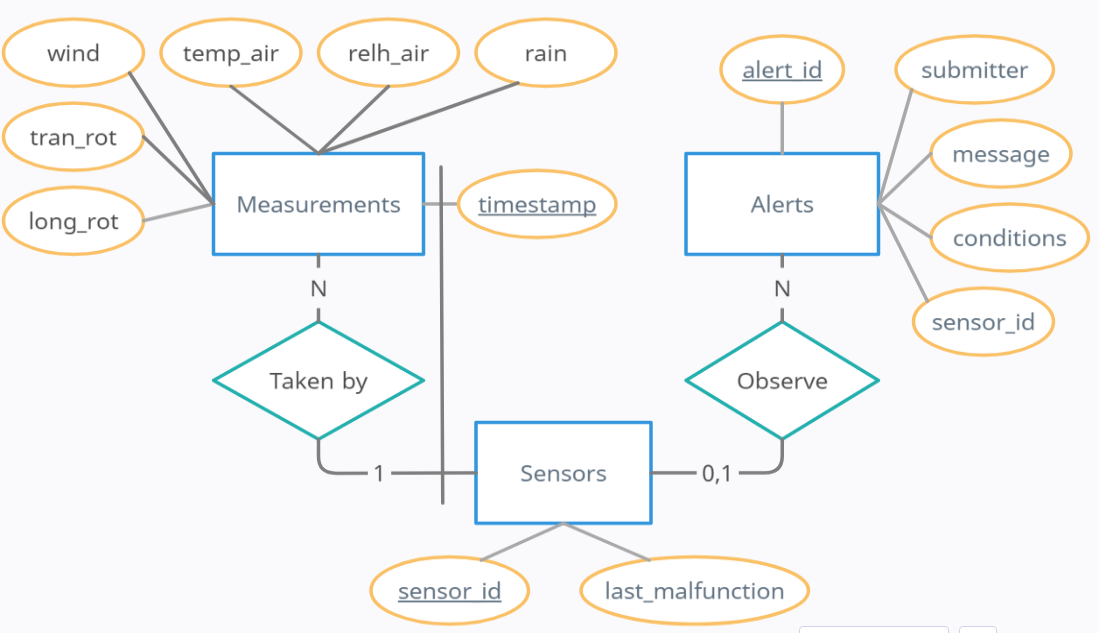 wind
temp_air
relh_air
rain
alert_id
submitter
tran_rot
message
long_rot
Measurements
timestamp
Alerts
conditions
N
N
sensor_id
Taken by
Observe
1
Sensors
0,1
sensor_id
last_malfunction